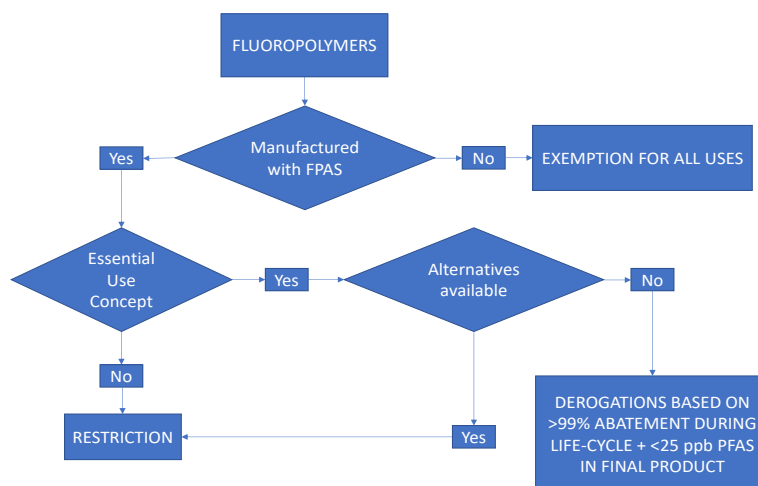 FLUOROPOLYMERS
Manufactured
with FPAS
Yes
No
EXEMPTION FOR ALL USES
Essential
Use
Concept
Yes
Alternatives
available
No
No
RESTRICTION
Yes
DEROGATIONS BASED ON
>99% ABATEMENT DURING
LIFE-CYCLE + <25 ppb PFAS
IN FINAL PRODUCT